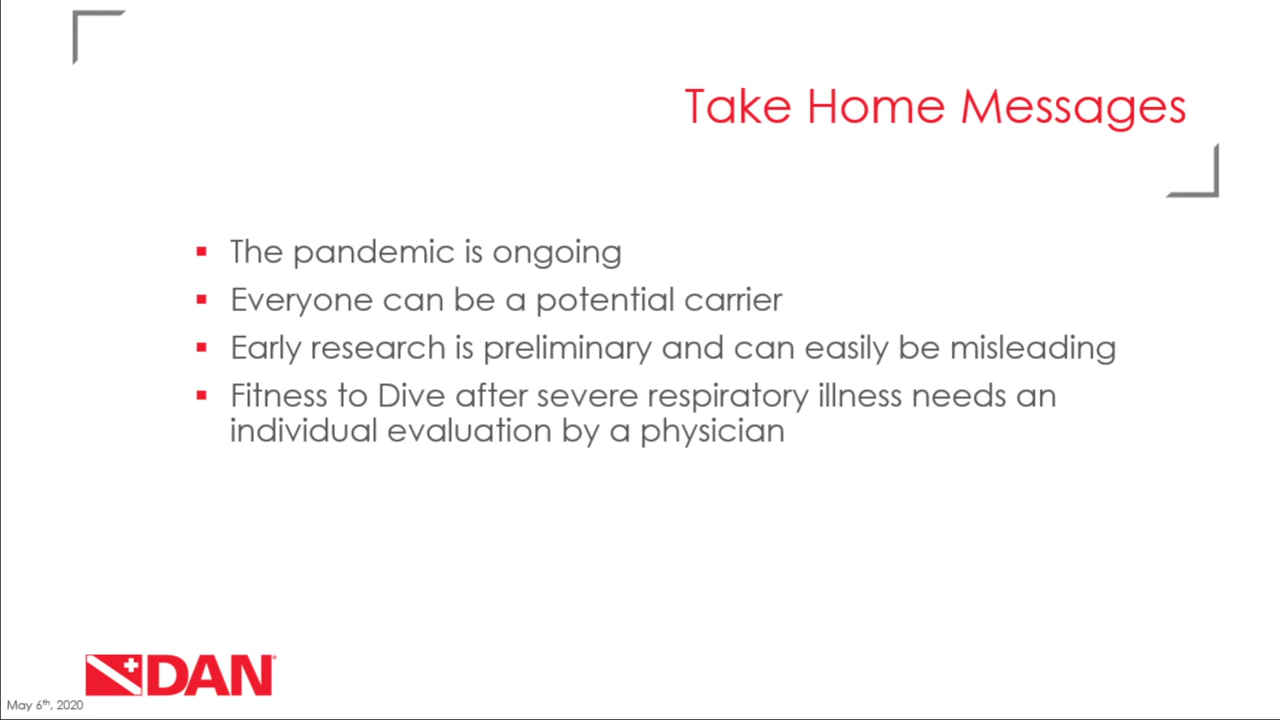 Take Home Messages
▪ The pandemic is ongoing
▪ Everyone can be a potential carrier
▪ Early research is preliminary and can easily be misleading
▪ Fitness to Dive after severe respiratory illness needs an
individual evaluation by a physician
DAN®
May 6th, 2020